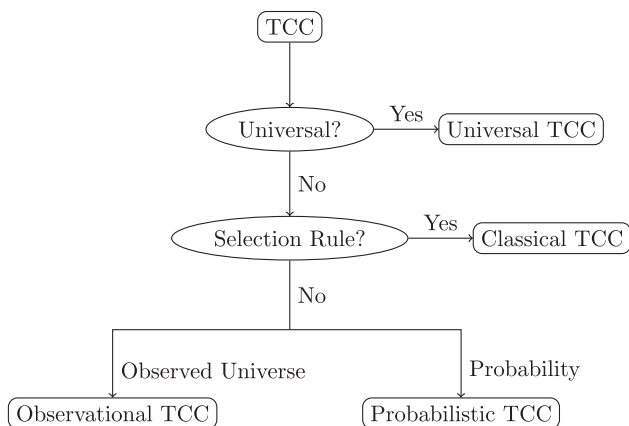 TCC
Universal?
Yes
Universal TCC
No
Selection Rule?
Yes
Classical TCC
No
Observed Universe
Probability
Observational TCC
Probabilistic TCC